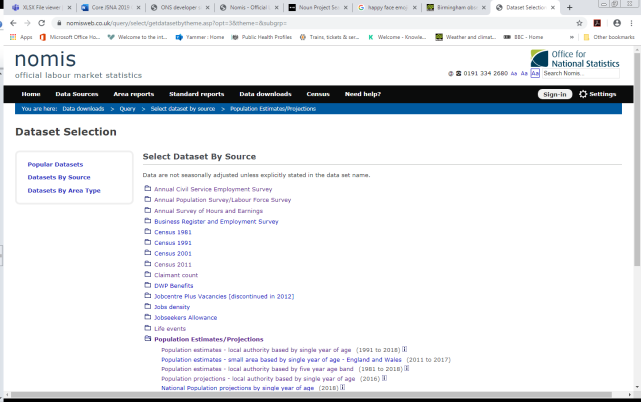 XLSX File viewer
Core JSNA 2019
ONS developer
Nomis - Official
Noun Project Se
happy face emoj
Birmingham obe
Dataset Selection
nomisweb.co.uk/query/select/getdatasetbytheme.asp?opt=3&theme=&subgrp=
Apps
Microsoft Office Ho...
Welcome to the int...
Yammer : Home
Public Health Profiles
Trains, tickets & ser...
Welcome - Knowle...
Weather and climat...
BBC - Home
Other bookmarks
nomis
official labour market statistics
Office for
National Statistics
0191 334 2680 Aa Aa Aa Search Nomis...
Home Data Sources Area reports Standard reports Data downloads Census Need help? Sign-in Settings
You are here: Data downloads > Query > Select dataset by source > Population Estimates/Projections
Dataset Selection
Popular Datasets
Datasets By Source
Datasets By Area Type
Select Dataset By Source
Data are not seasonally adjusted unless explicitly stated in the data set name.
Annual Civil Service Employment Survey
Annual Population Survey/Labour Force Survey
Annual Survey of Hours and Earnings
Business Register and Employment Survey
Census 1981
Census 1991
Census 2001
Census 2011
Claimant count
DWP Benefits
Jobcentre Plus Vacancies [discontinued in 2012]
Jobs density
Jobseekers Allowance
Life events
Population Estimates/Projections
Population estimates - local authority based by single year of age (1991 to 2018)
Population estimates - small area based by single year of age - England and Wales (2011 to 2017)
Population estimates - local authority based by five year age band (1981 to 2018)
Population projections - local authority based by single year of age (2016)
National Population projections by single year of age (2018)